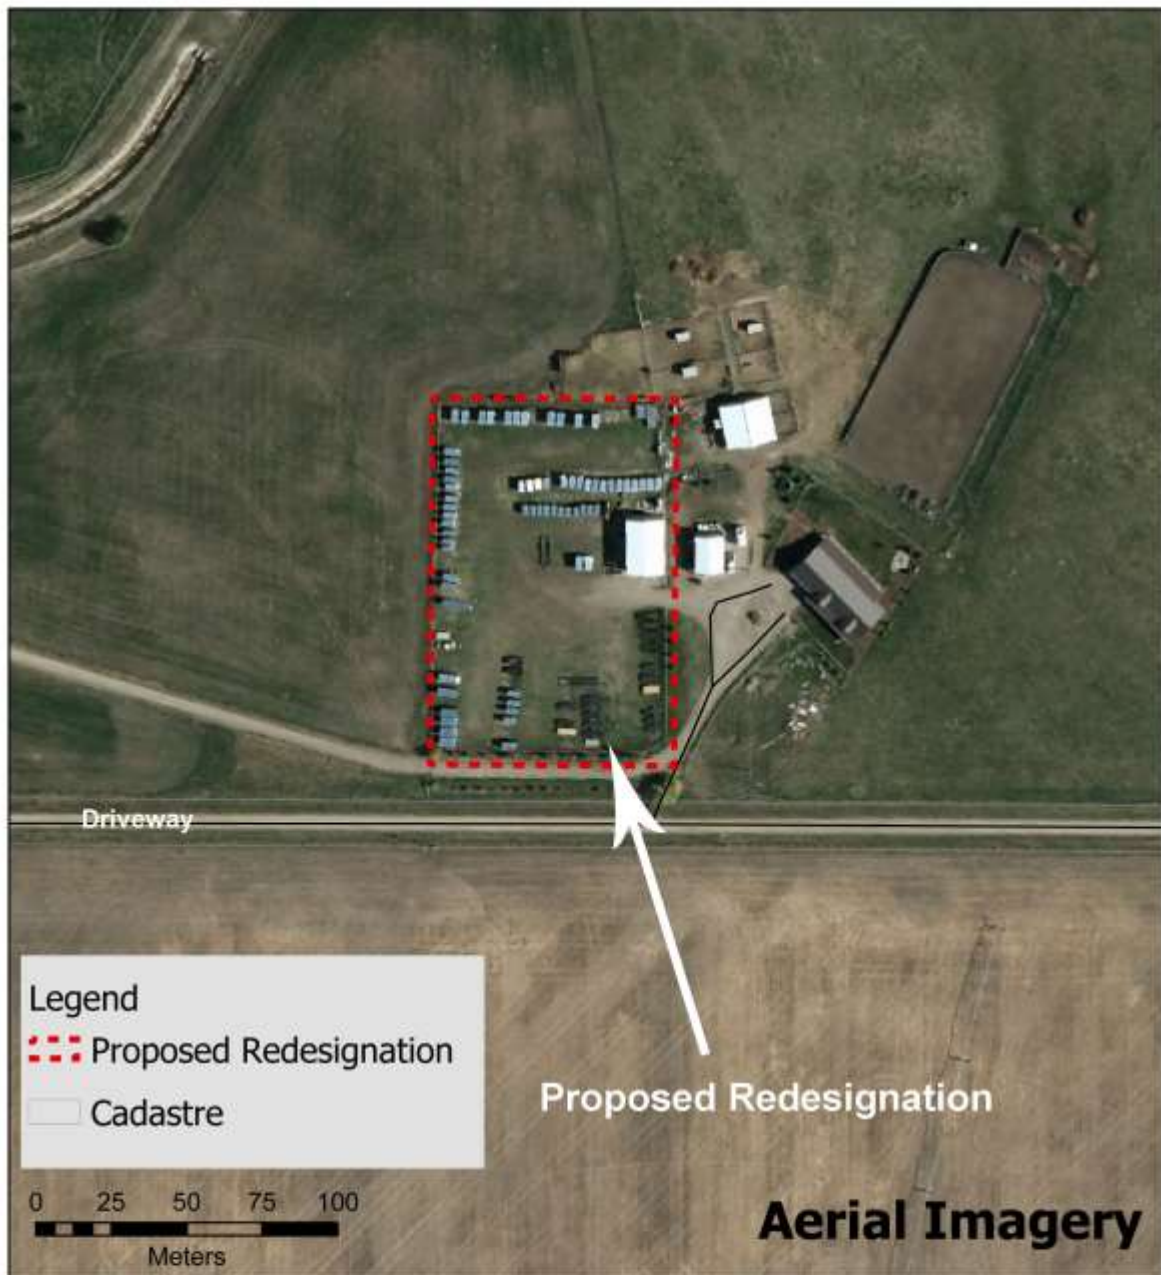 Driveway
Legend
Proposed Redesignation
Cadastre
Proposed Redesignation
0 25 50 75 100
Meters
Aerial Imagery